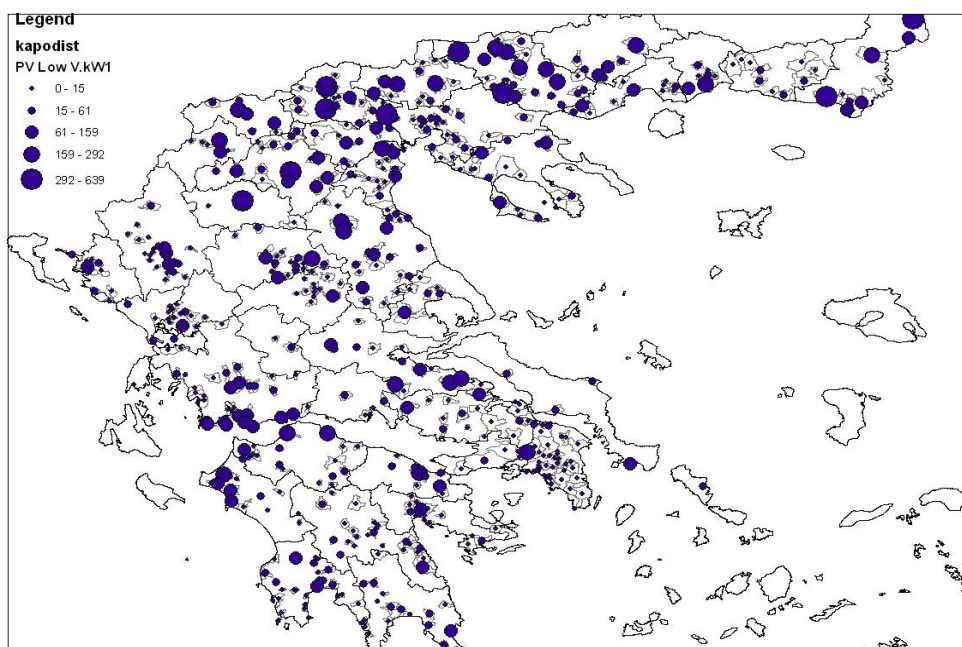 Legend
kapodist
PV Low V.kW1
0 - 15
15 - 61
61 - 159
159 - 292
292 - 639